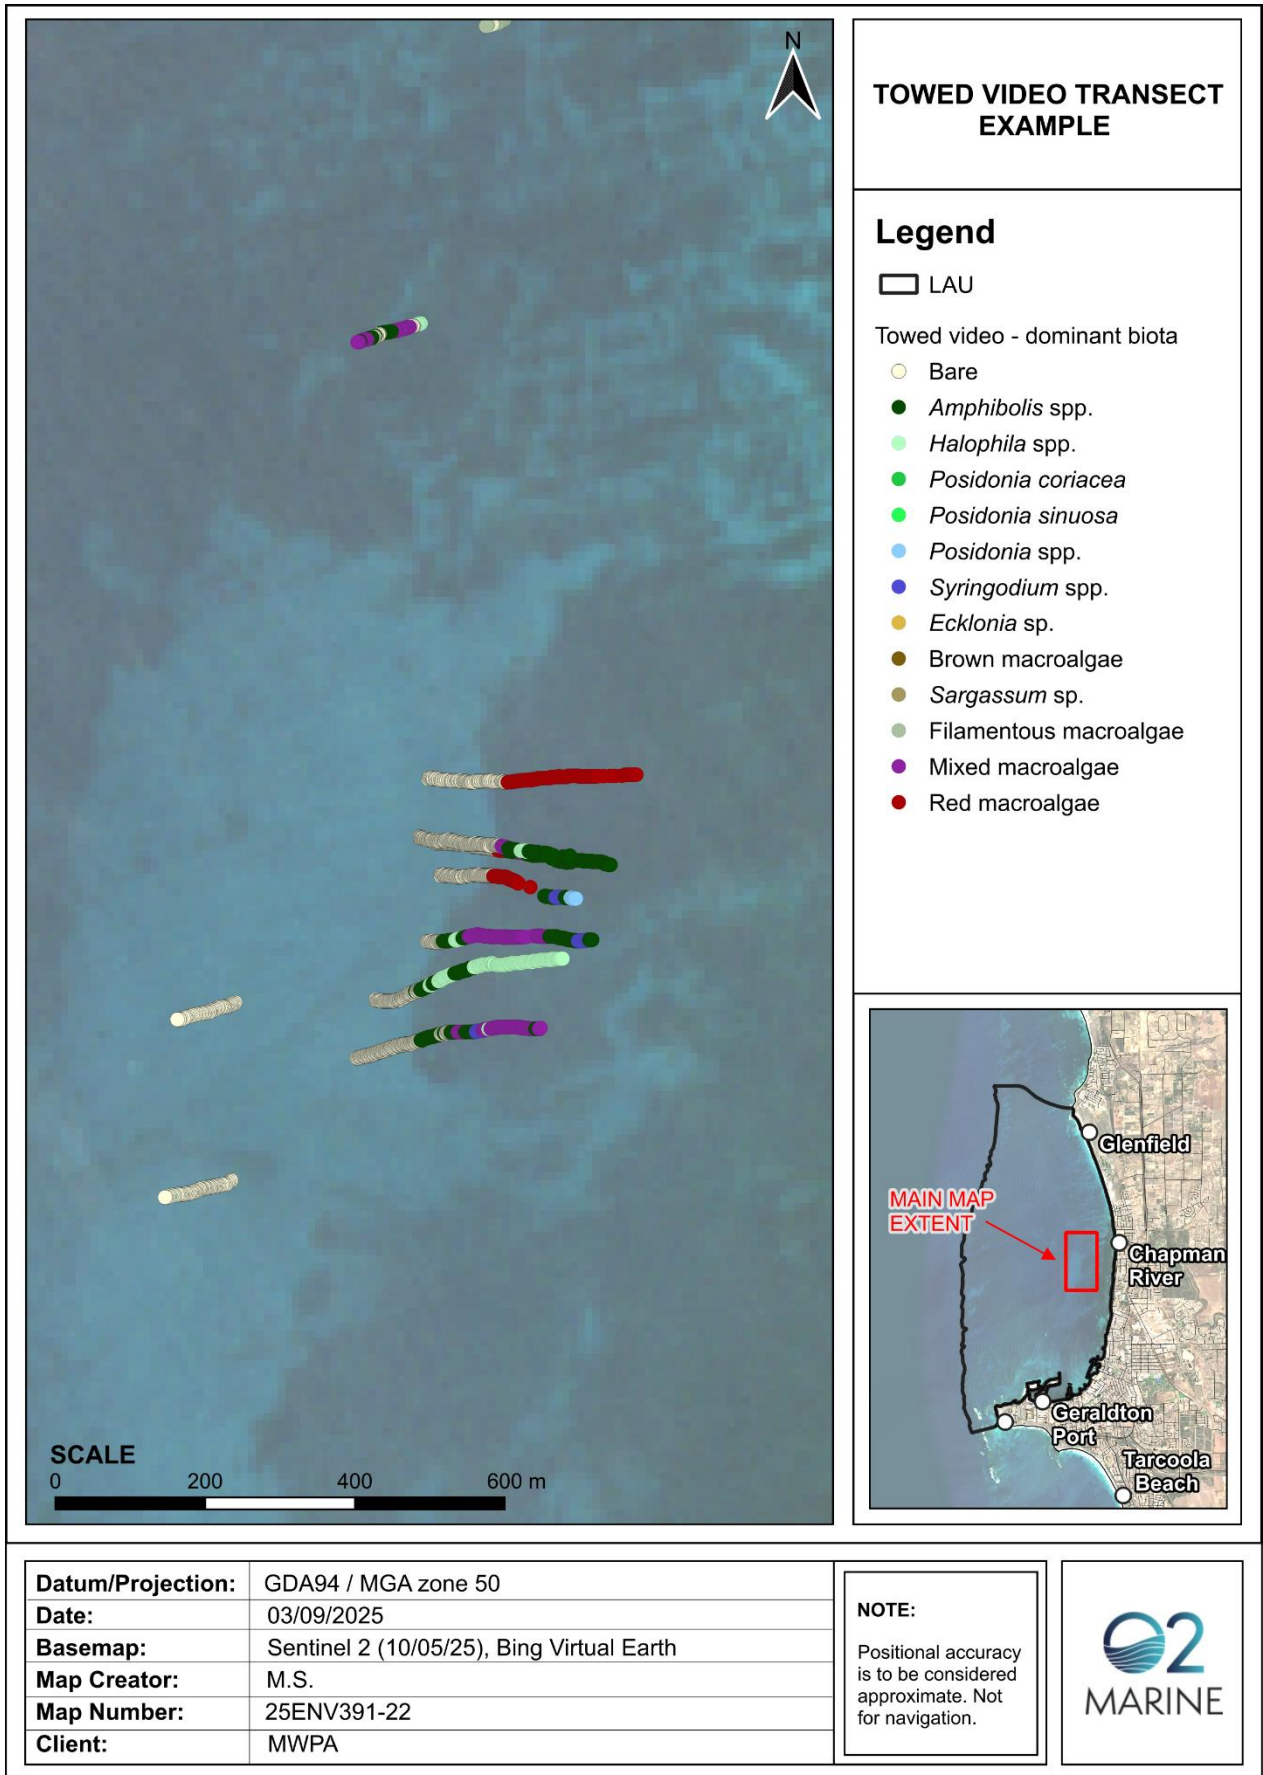 N
TOWED VIDEO TRANSECT
EXAMPLE
Legend
LAU
Towed video - dominant biota
Bare
Amphibolis spp.
Halophila spp.
Posidonia coriacea
Posidonia sinuosa
Posidonia spp.
Syringodium spp.
Ecklonia sp.
Brown macroalgae
Sargassum sp.
Filamentous macroalgae
Mixed macroalgae
Red macroalgae
Glenfield
MAIN MAP
EXTENT
Chapman
River
Geraldton
Port
Tarcoola
Beach
SCALE
0 200 400 600 m
Datum/Projection: GDA94 / MGA zone 50
Date: 03/09/2025
Basemap: Sentinel 2 (10/05/25), Bing Virtual Earth
Map Creator: M.S.
Map Number: 25ENV391-22
Client: MWPA
NOTE:
Positional accuracy
is to be considered
approximate. Not
for navigation.
O2
MARINE